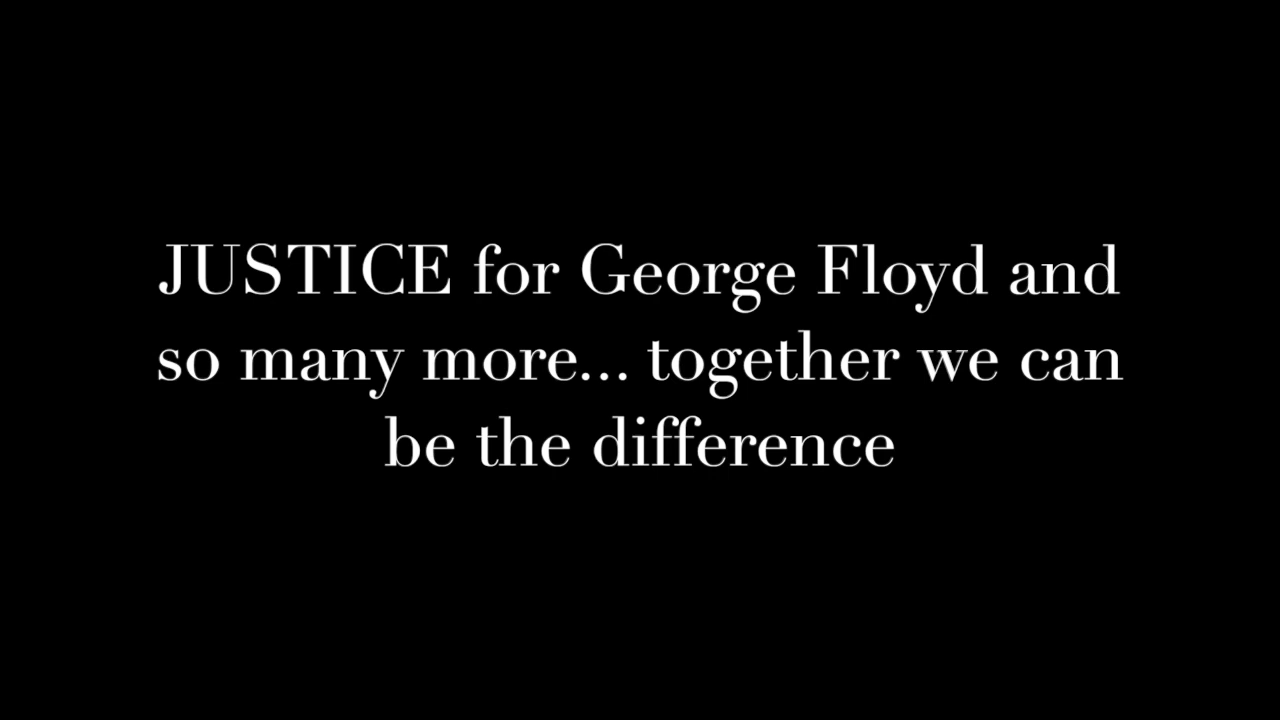 JUSTICE for George Floyd and
so many more... together we can
be the difference